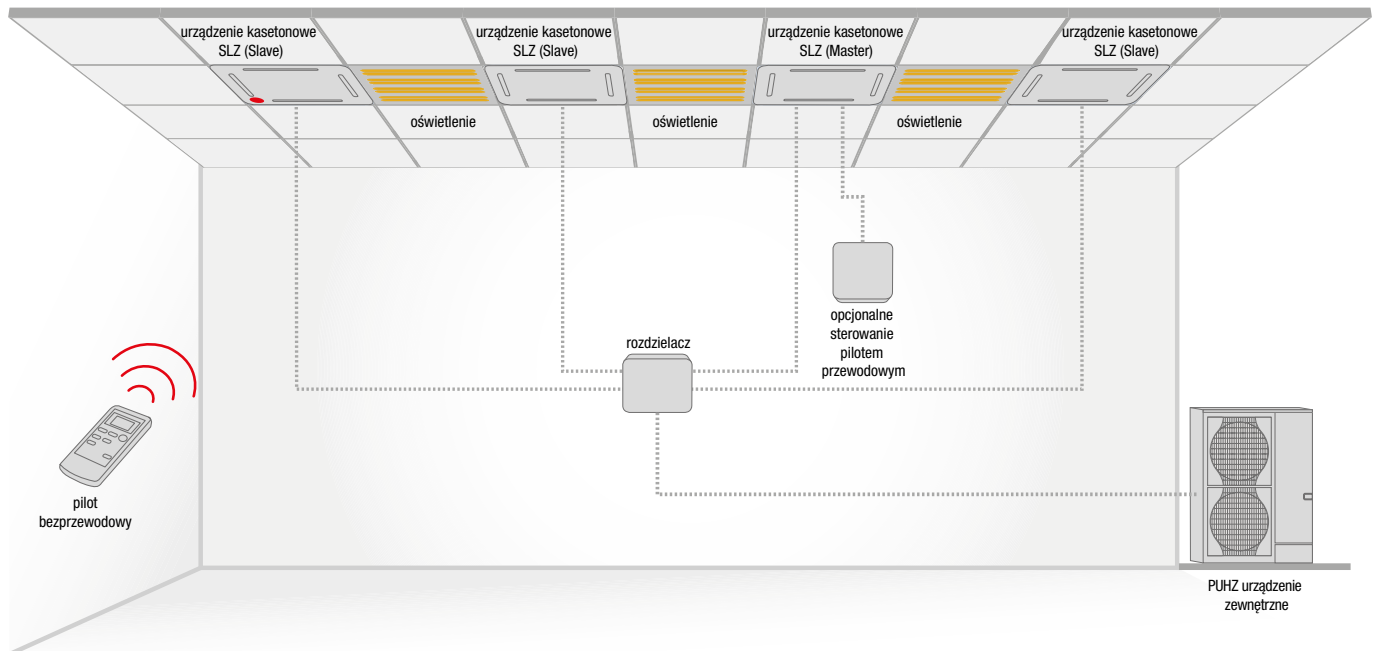 urządzenie kasetonowe
SLZ (Slave)
urządzenie kasetonowe
SLZ (Slave)
urządzenie kasetonowe
SLZ (Master)
urządzenie kasetonowe
SLZ (Slave)
oświetlenie
oświetlenie
oświetlenie
opcjonalne
sterowanie
pilotem
przewodowym
rozdzielacz
pilot
bezprzewodowy
PUHZ urządzenie
zewnętrzne